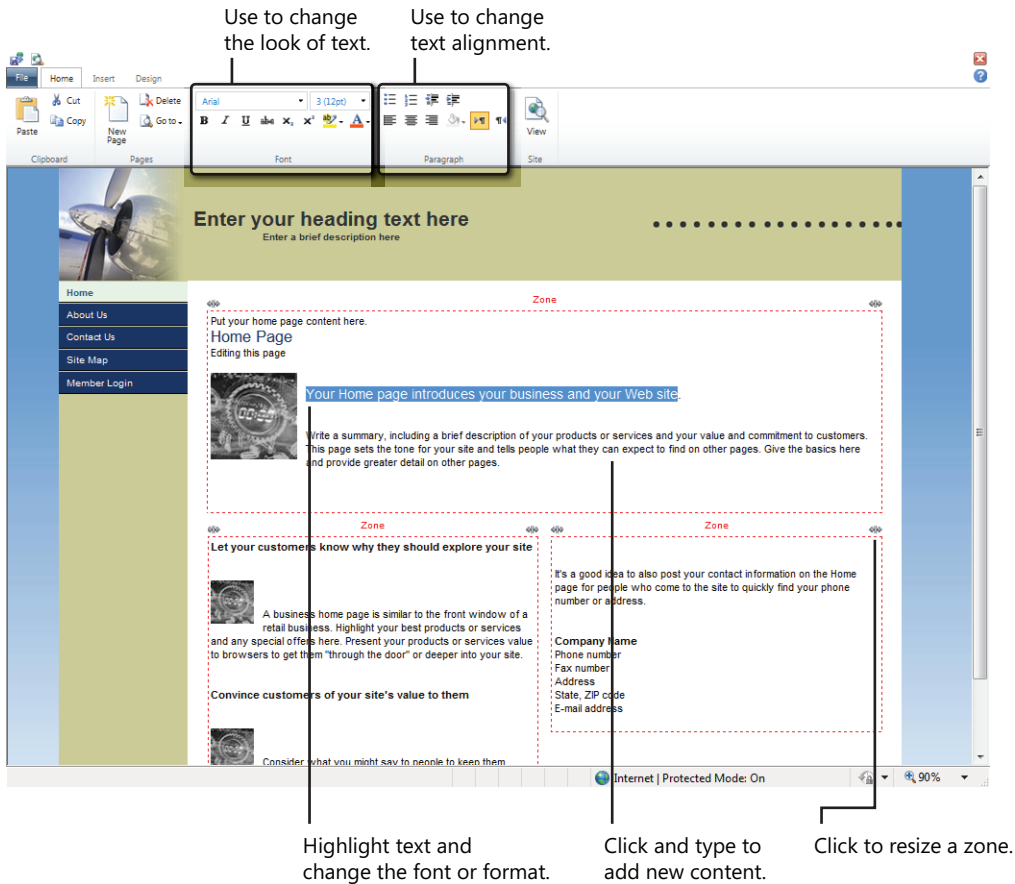 Use to change
the look of text.
Use to change
text alignment.
File Home Insert Design
Paste
Cut
Copy
Clipboard
New
Page
Delete
Go to
Pages
Arial 3 (12pt)
B I U abc X₂ X² ab A
Font
Paragraph
View
Site
Enter your heading text here
Enter a brief description here
Home
About Us
Contact Us
Site Map
Member Login
Zone
Put your home page content here.
Home Page
Editing this page
Your Home page introduces your business and your Web site.
Write a summary, including a brief description of your products or services and your value and commitment to customers.
This page sets the tone for your site and tells people what they can expect to find on other pages. Give the basics here
and provide greater detail on other pages.
Zone
Let your customers know why they should explore your site
A business home page is similar to the front window of a
retail business. Highlight your best products or services
and any special offers here. Present your products or services value
to browsers to get them "through the door" or deeper into your site.
Convince customers of your site's value to them
Consider what you might say to people to keep them
Zone
It's a good idea to also post your contact information on the Home
page for people who come to the site to quickly find your phone
number or address.
Company Name
Phone number
Fax number
Address
State, ZIP code
E-mail address
Internet | Protected Mode: On
90%
Highlight text and
change the font or format.
Click and type to
add new content.
Click to resize a zone.